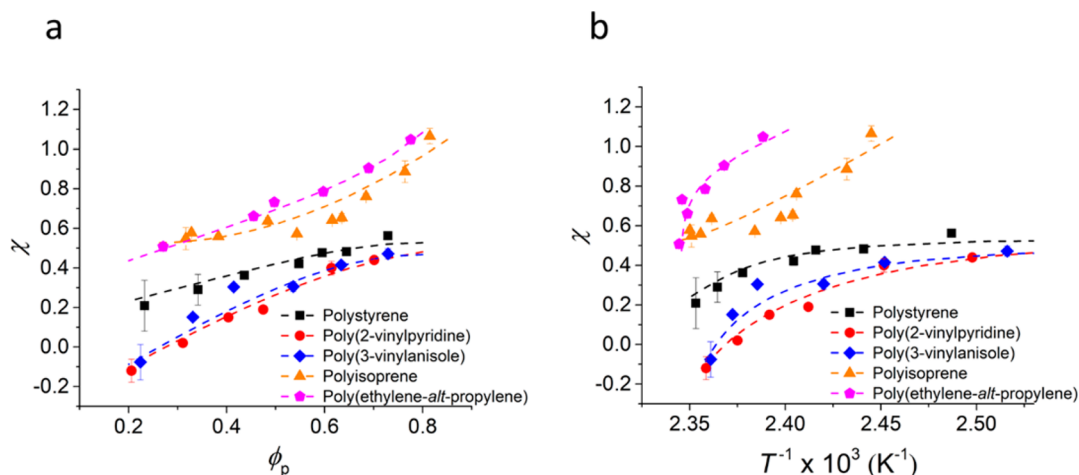 a
1.2
1.0
0.8
0.6
0.4
0.2
0.0
-0.2
χ
Polystyrene
Poly(2-vinylpyridine)
Poly(3-vinylanisole)
Polyisoprene
Poly(ethylene-alt-propylene)
0.2 0.4 0.6 0.8
ϕp
b
1.2
1.0
0.8
0.6
0.4
0.2
0.0
-0.2
χ
Polystyrene
Poly(2-vinylpyridine)
Poly(3-vinylanisole)
Polyisoprene
Poly(ethylene-alt-propylene)
2.35 2.40 2.45 2.50
T⁻¹ x 10³ (K⁻¹)